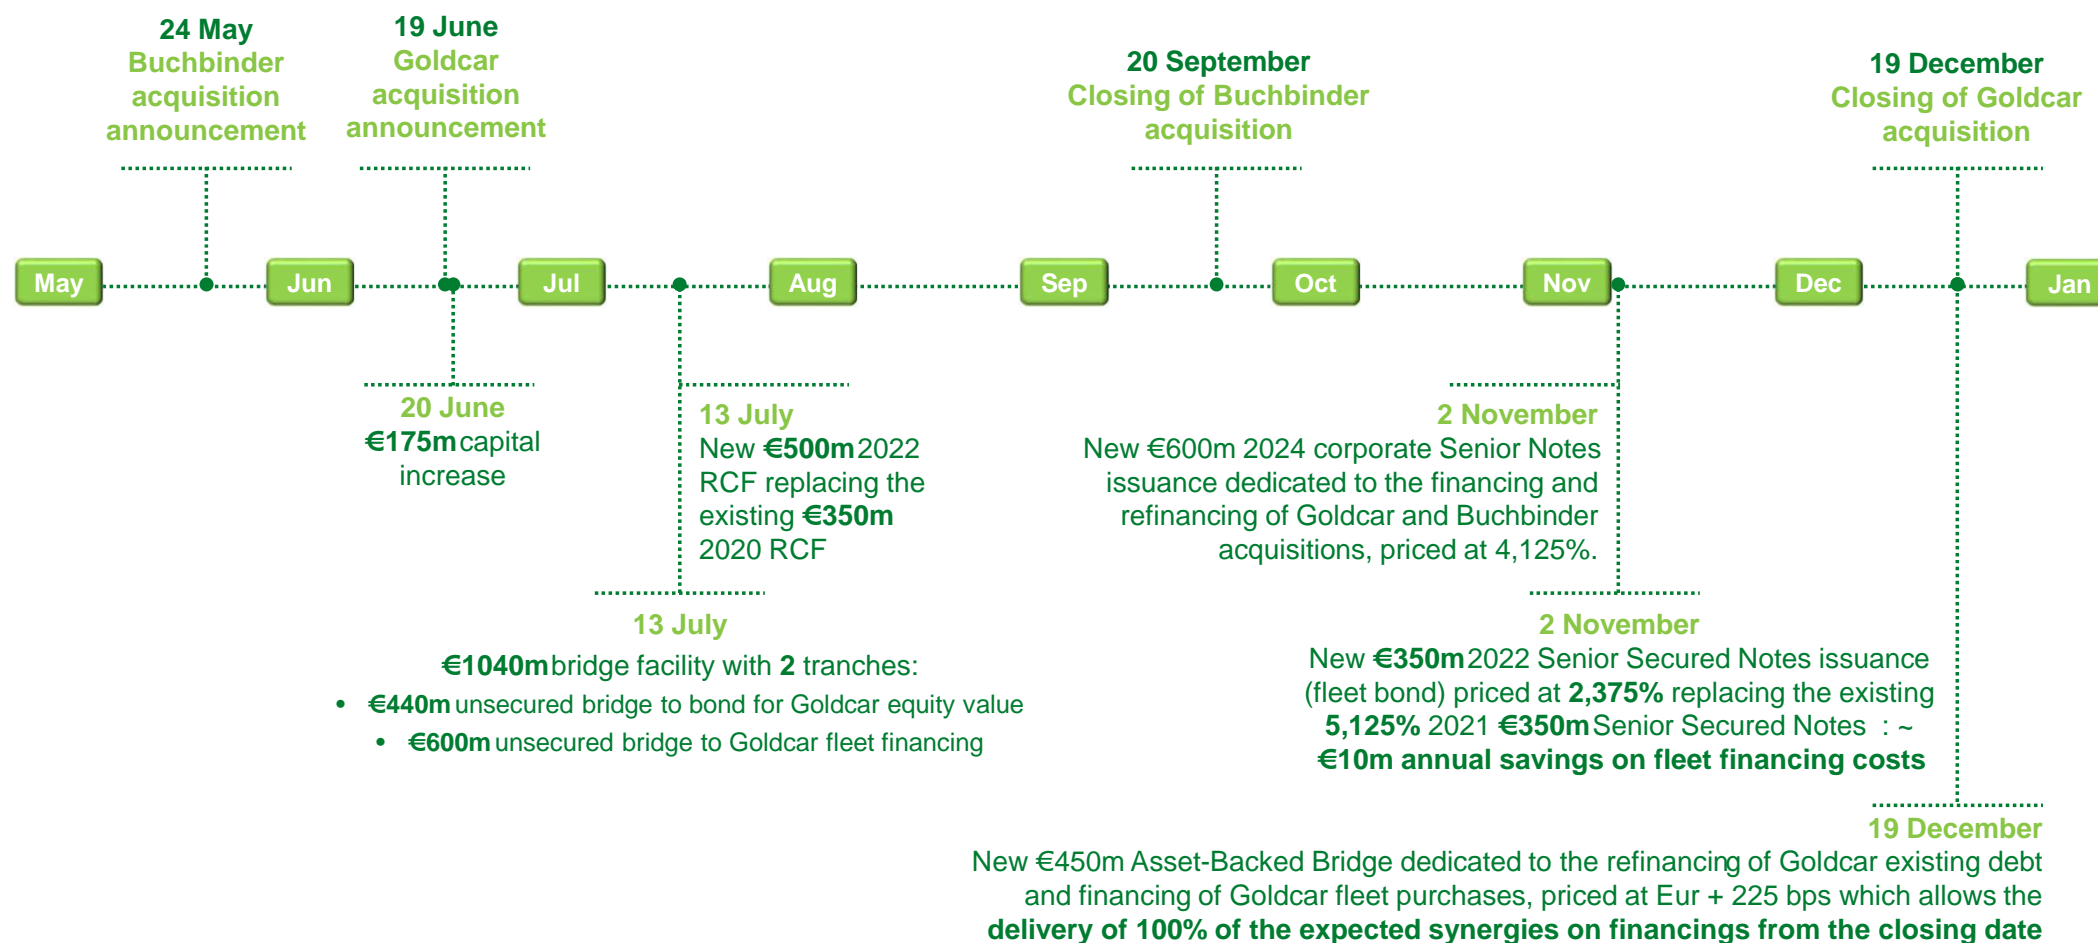 24 May
Buchbinder
acquisition
announcement
19 June
Goldcar
acquisition
announcement
20 September
Closing of Buchbinder
acquisition
19 December
Closing of Goldcar
acquisition
May
Jun
Jul
Aug
Sep
Oct
Nov
Dec
Jan
20 June
€175m capital
increase
13 July
New €500m 2022
RCF replacing the
existing €350m
2020 RCF
13 July
€1040m bridge facility with 2 tranches:
• €440m unsecured bridge to bond for Goldcar equity value
• €600m unsecured bridge to Goldcar fleet financing
2 November
New €600m 2024 corporate Senior Notes
issuance dedicated to the financing and
refinancing of Goldcar and Buchbinder
acquisitions, priced at 4,125%.
2 November
New €350m 2022 Senior Secured Notes issuance
(fleet bond) priced at 2,375% replacing the existing
5,125% 2021 €350m Senior Secured Notes : ~
€10m annual savings on fleet financing costs
19 December
New €450m Asset-Backed Bridge dedicated to the refinancing of Goldcar existing debt
and financing of Goldcar fleet purchases, priced at Eur + 225 bps which allows the
delivery of 100% of the expected synergies on financings from the closing date